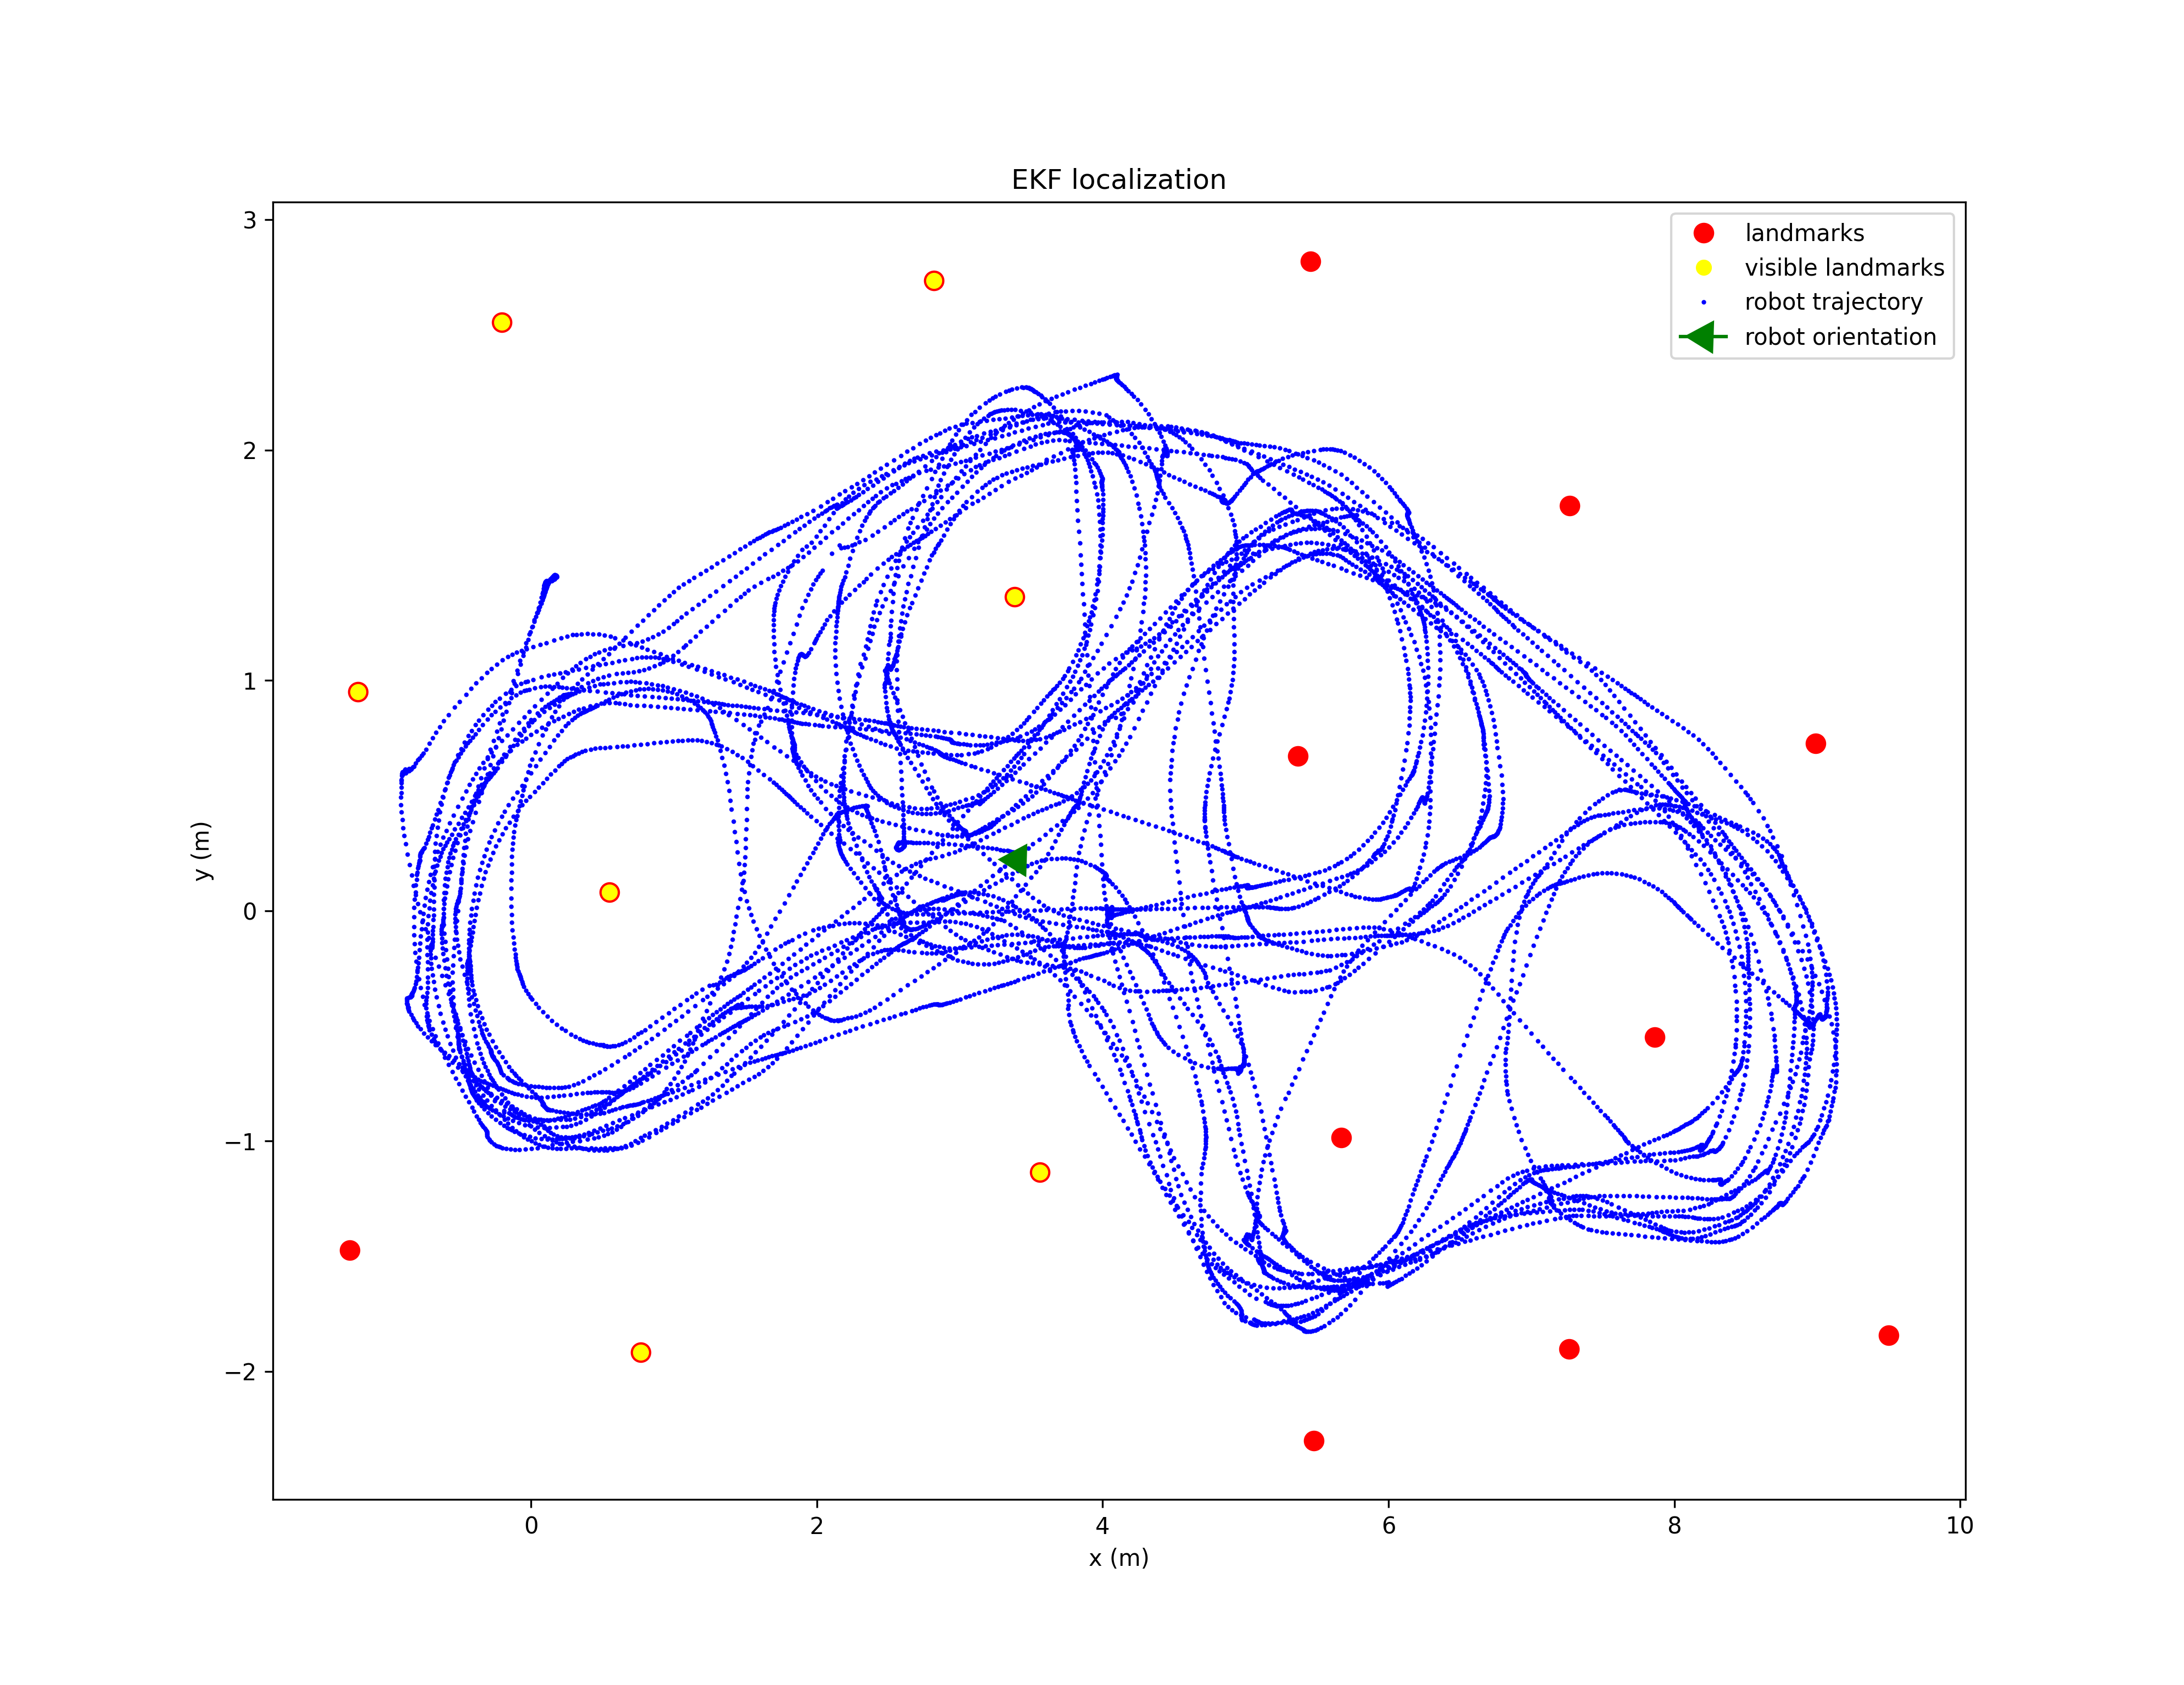 EKF localization
landmarks
visible landmarks
robot trajectory
robot orientation
3
2
1
0
−1
−2
y (m)
0 2 4 6 8 10
x (m)